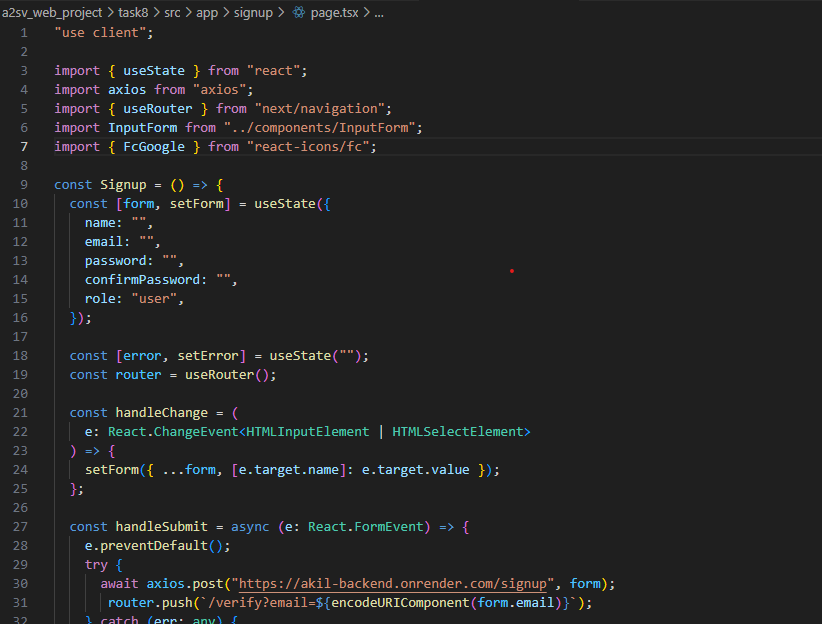 a2sv_web_project > task8 > src > app > signup > page.tsx > ...
1 "use client";
2
3 import { useState } from "react";
4 import axios from "axios";
5 import { useRouter } from "next/navigation";
6 import InputForm from "../components/InputForm";
7 import { FcGoogle } from "react-icons/fc";
8
9 const Signup = () => {
10 const [form, setForm] = useState({
11 name: "",
12 email: "",
13 password: "",
14 confirmPassword: "",
15 role: "user",
16 });
17
18 const [error, setError] = useState("");
19 const router = useRouter();
20
21 const handleChange = (
22 e: React.ChangeEvent<HTMLInputElement | HTMLSelectElement>
23 ) => {
24 setForm({ ...form, [e.target.name]: e.target.value });
25 };
26
27 const handleSubmit = async (e: React.FormEvent) => {
28 e.preventDefault();
29 try {
30 await axios.post("https://akil-backend.onrender.com/signup", form);
31 router.push(`/verify?email=${encodeURIComponent(form.email)}`);
32 } catch (err: any) {